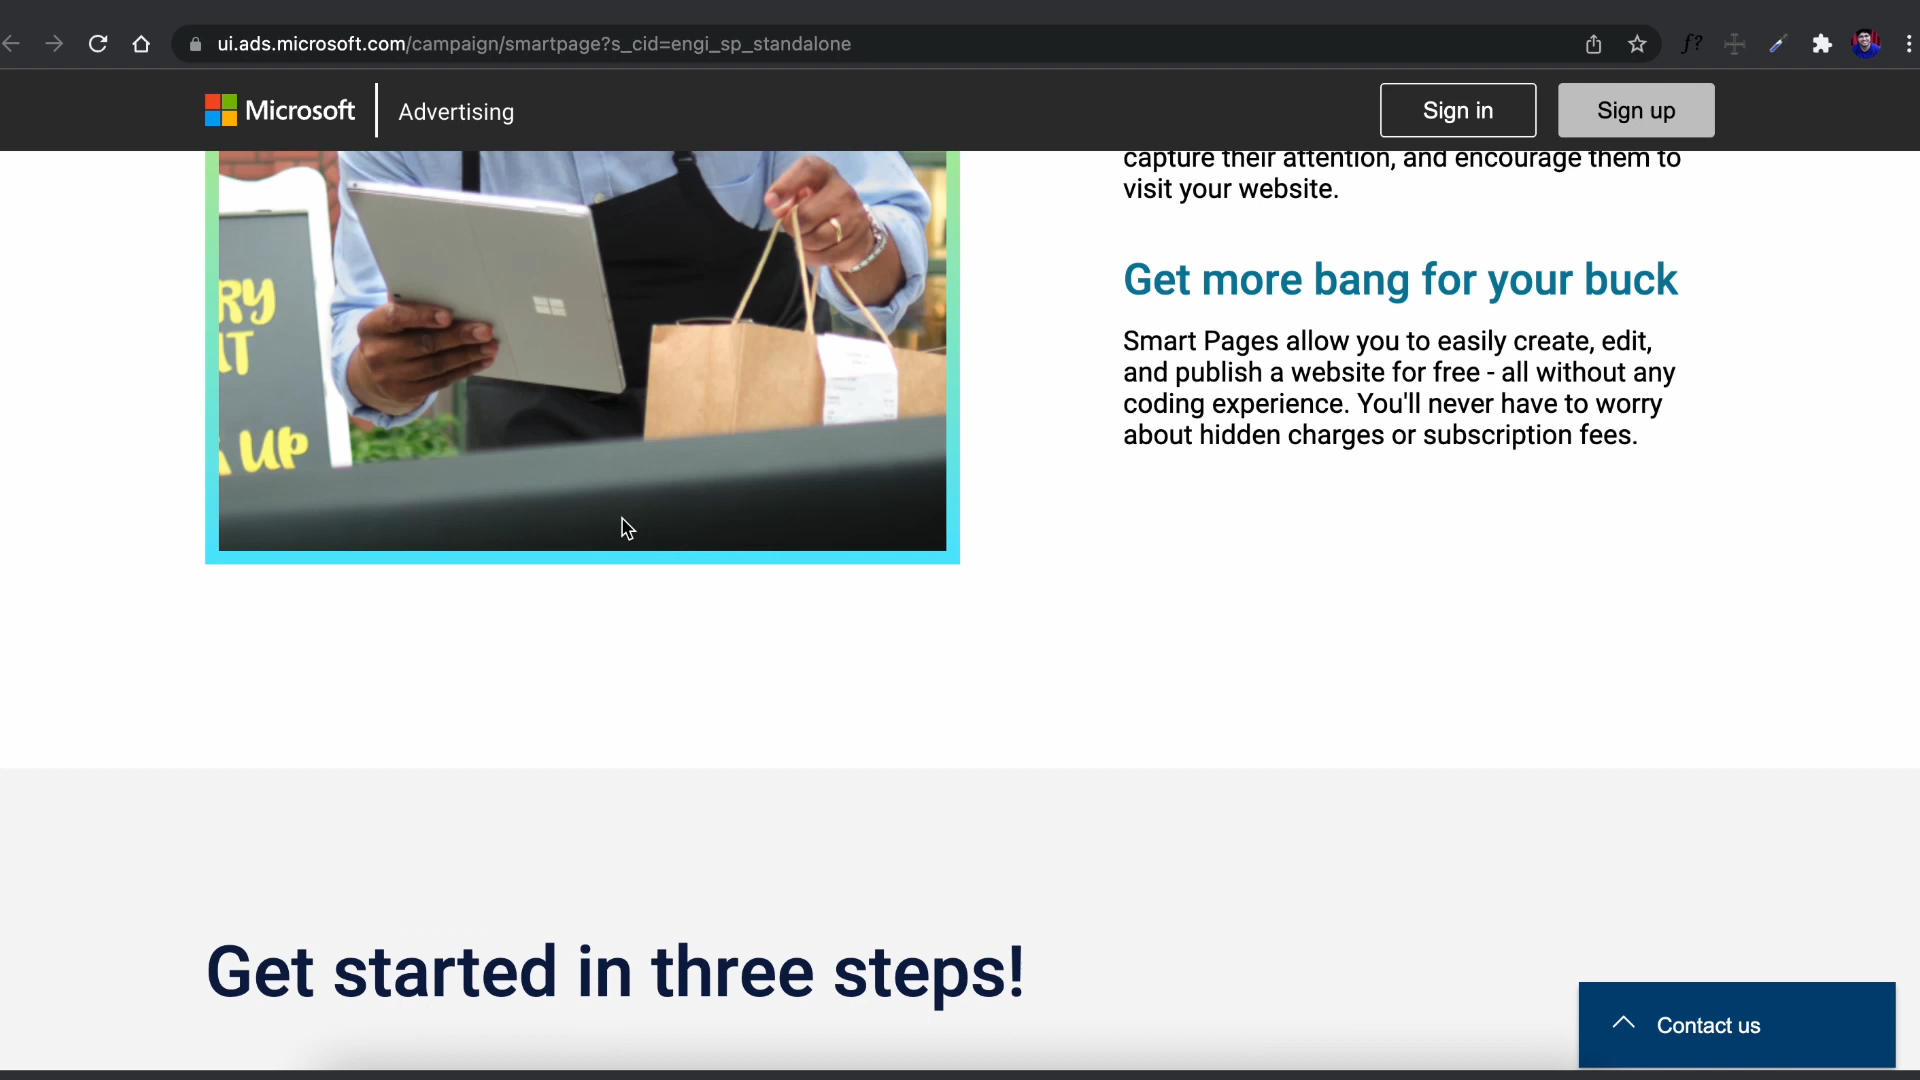 ui.ads.microsoft.com/campaign/smartpage?s_cid=engi_sp_standalone
f?
Microsoft
Advertising
Sign in
Sign up
capture their attention, and encourage them to
visit your website.
Get more bang for your buck
Smart Pages allow you to easily create, edit,
and publish a website for free - all without any
coding experience. You'll never have to worry
about hidden charges or subscription fees.
RY
IT
UP
Get started in three steps!
Contact us